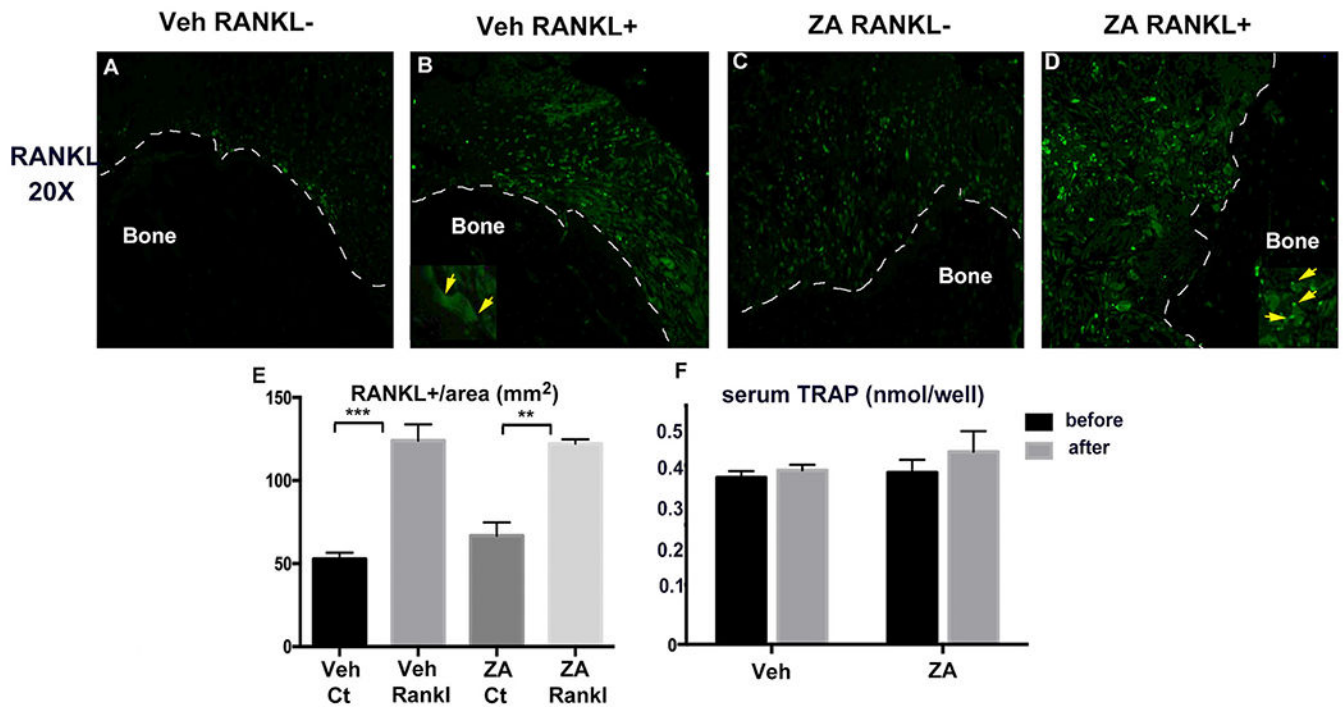 Veh RANKL- Veh RANKL+ ZA RANKL- ZA RANKL+
A B C D
RANKL
20X
Bone Bone Bone Bone
E F
RANKL+/area (mm²) serum TRAP (nmol/well)
150 *** ** 0.5 before
100 0.4 after
0.3
50 0.2
0.1
0 0
Veh Veh ZA ZA Veh ZA
Ct Rankl Ct Rankl